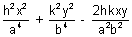 h²x²/a⁴ + k²y²/b⁴ - 2hkxy/a²b²